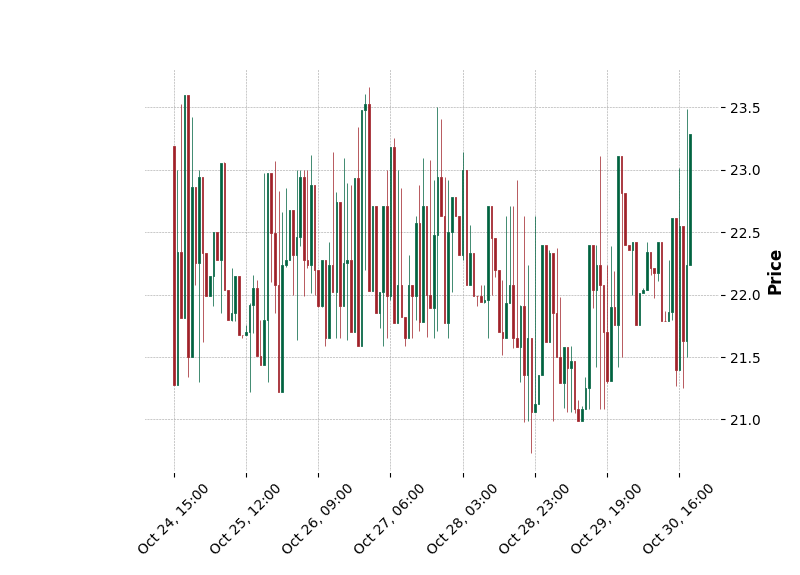 23.5
23.0
22.5
22.0
21.5
21.0
Price
Oct 24, 15:00
Oct 25, 12:00
Oct 26, 09:00
Oct 27, 06:00
Oct 28, 03:00
Oct 28, 23:00
Oct 29, 19:00
Oct 30, 16:00